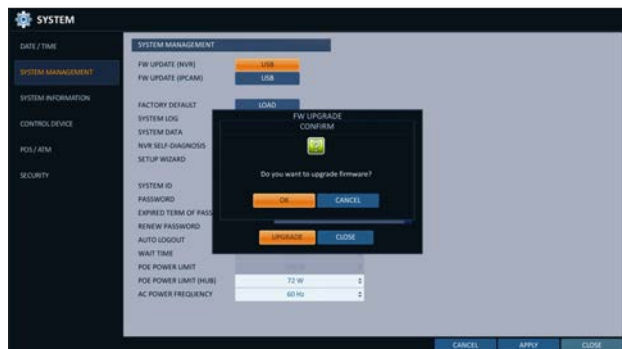 SYSTEM
DATE / TIME
SYSTEM MANAGEMENT
SYSTEM INFORMATION
CONTROL DEVICE
POS / ATM
SECURITY
SYSTEM MANAGEMENT
FW UPDATE (NVR) USB
FW UPDATE (IPCAM) USB
FACTORY DEFAULT LOAD
SYSTEM LOG
SYSTEM DATA
NVR SELF-DIAGNOSIS
SETUP WIZARD
SYSTEM ID
PASSWORD
EXPIRED TERM OF PASS
RENEW PASSWORD
AUTO LOGOUT
WAIT TIME
POE POWER LIMIT
POE POWER LIMIT (HUB) 72 W
AC POWER FREQUENCY 60 Hz
FW UPGRADE
CONFIRM
Do you want to upgrade firmware?
OK CANCEL
UPGRADE CLOSE
CANCEL APPLY CLOSE